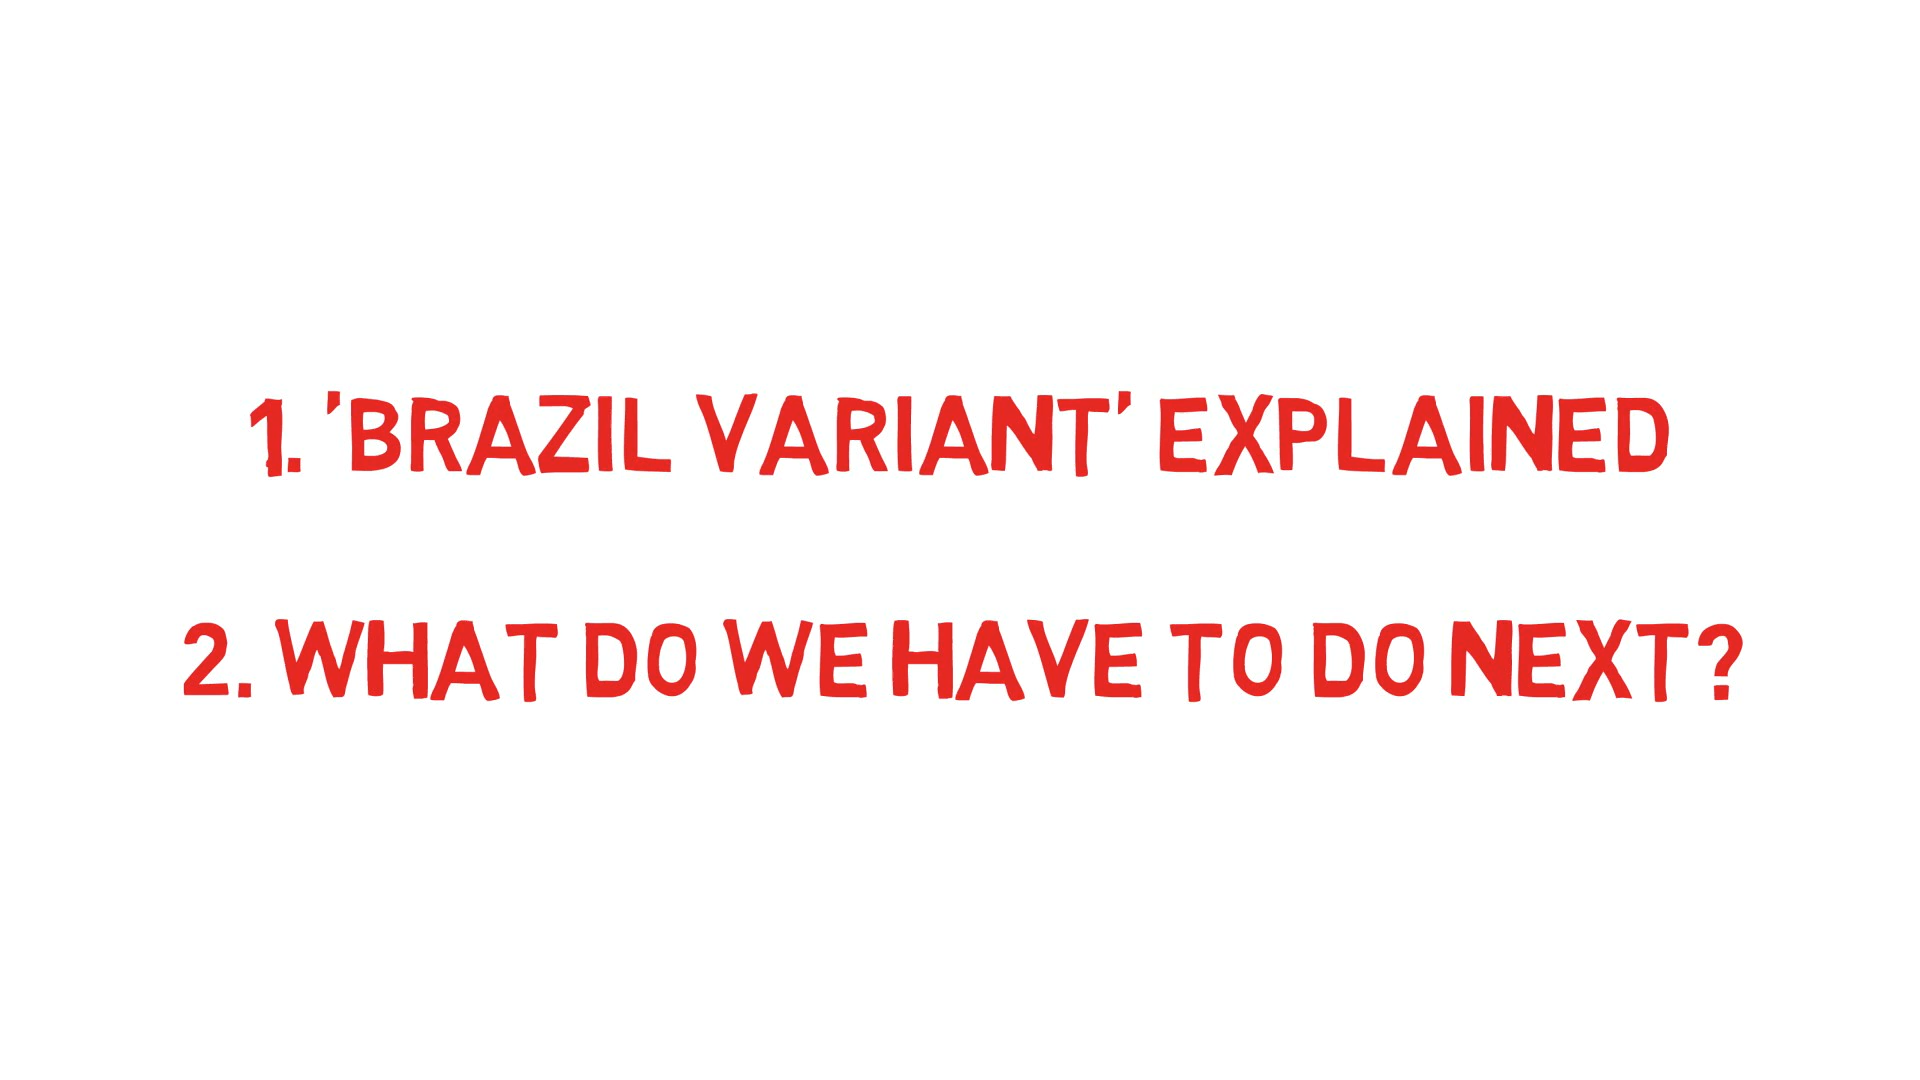 1. 'BRAZIL VARIANT' EXPLAINED
2. WHAT DO WE HAVE TO DO NEXT?